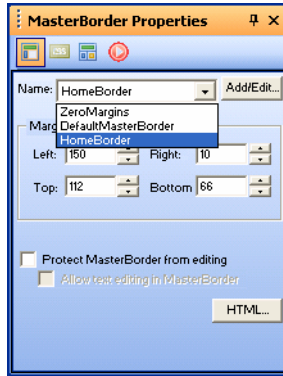 MasterBorder Properties
Name: HomeBorder Add/Edit...
ZeroMargins
DefaultMasterBorder
HomeBorder
Marg
Left: 150 Right: 10
Top: 112 Bottom 66
Protect MasterBorder from editing
Allow text editing in MasterBorder
HTML...